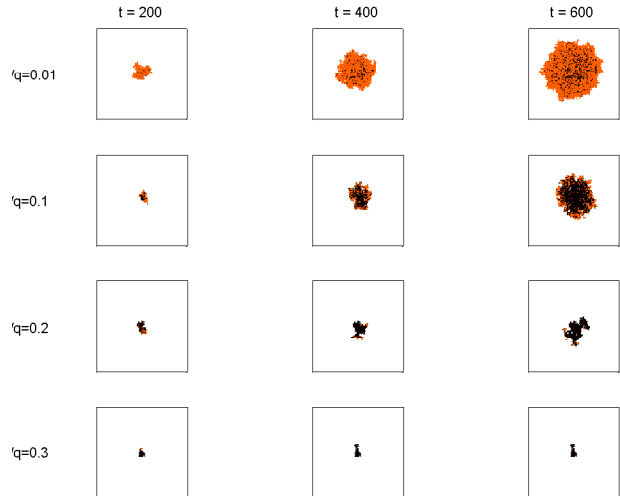 t = 200 t = 400 t = 600
/q=0.01
/q=0.1
/q=0.2
/q=0.3